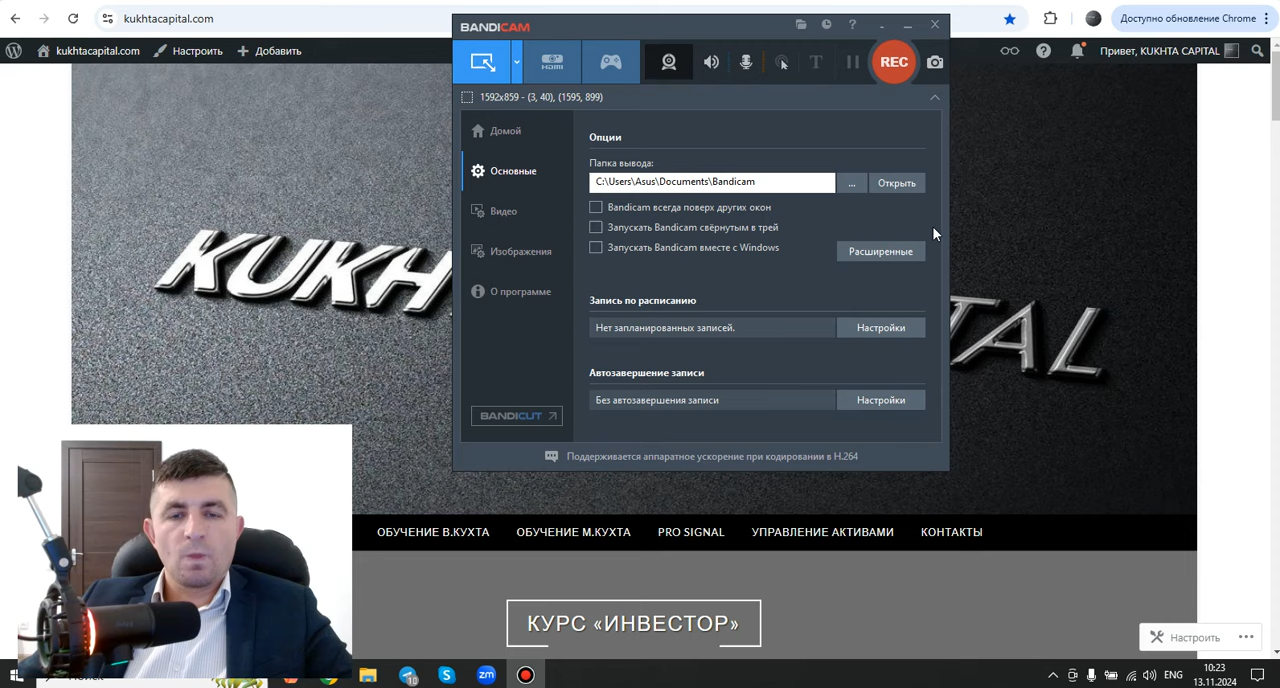 kukhtacapital.com
Доступно обновление Chrome
kukhtacapital.com
Настроить
Добавить
Привет, KUKHTA CAPITAL
BANDICAM
HDMI
REC
1592x859 - (3, 40), (1595, 899)
Домой
Основные
Видео
Изображения
О программе
BANDICUT
Опции
Папка вывода:
C:\Users\Asus\Documents\Bandicam
...
Открыть
Bandicam всегда поверх других окон
Запускать Bandicam свёрнутым в трей
Запускать Bandicam вместе с Windows
Расширенные
Запись по расписанию
Нет запланированных записей.
Настройки
Автозавершение записи
Без автозавершения записи
Настройки
Поддерживается аппаратное ускорение при кодировании в H.264
KUKH
TAL
ОБУЧЕНИЕ В.КУХТА
ОБУЧЕНИЕ М.КУХТА
PRO SIGNAL
УПРАВЛЕНИЕ АКТИВАМИ
КОНТАКТЫ
КУРС «ИНВЕСТОР»
Настроить
10
zm
ENG
10:23
13.11.2024